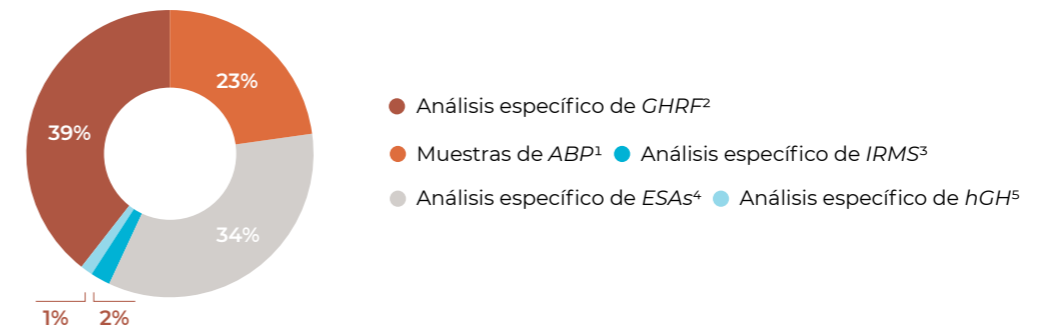 23%
39%
34%
1% 2%
Análisis específico de GHRF²
Muestras de ABP¹ Análisis específico de IRMS³
Análisis específico de ESAs⁴ Análisis específico de hGH⁵